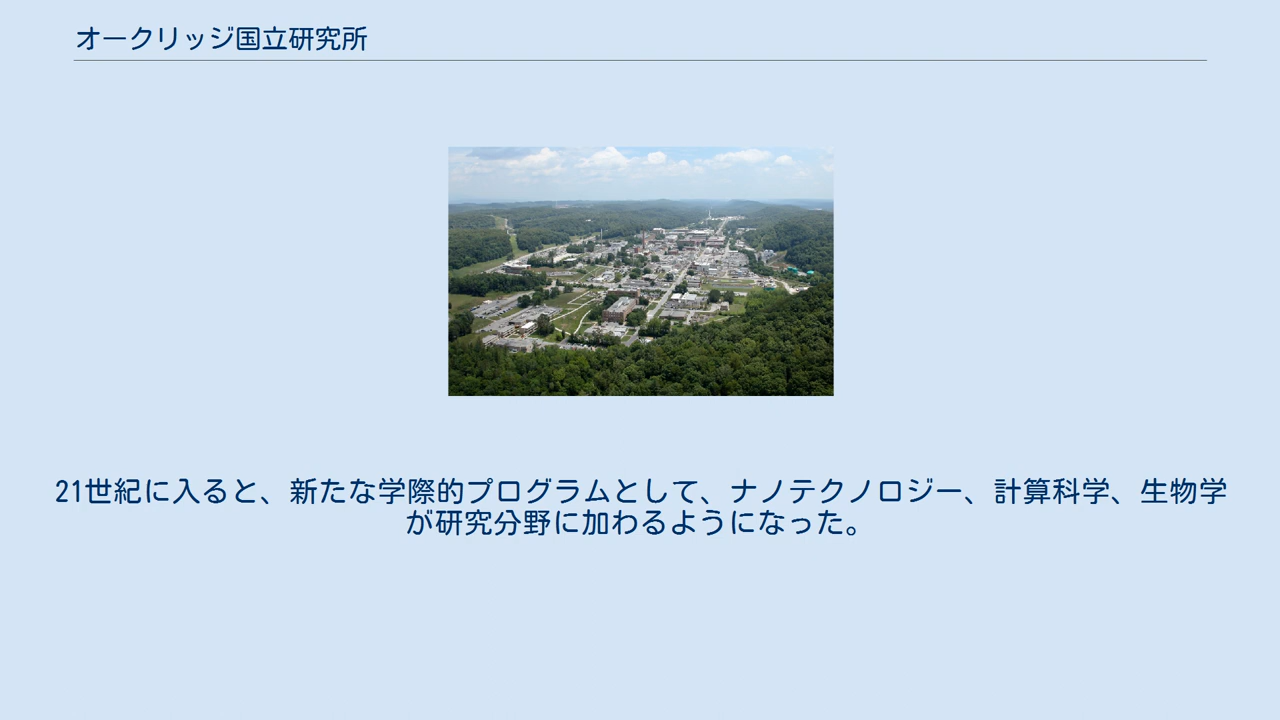 オークリッジ国立研究所
21世紀に入ると、新たな学際的プログラムとして、ナノテクノロジー、計算科学、生物学
が研究分野に加わるようになった。